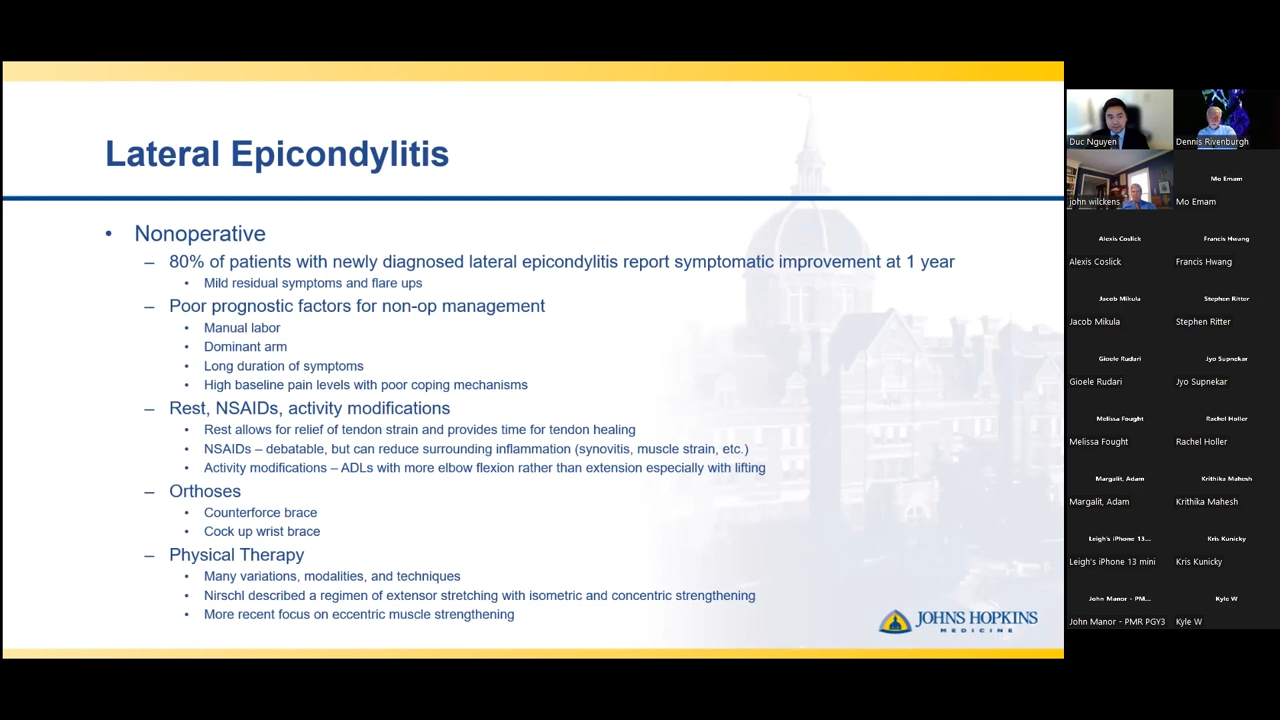 Lateral Epicondylitis
• Nonoperative
– 80% of patients with newly diagnosed lateral epicondylitis report symptomatic improvement at 1 year
• Mild residual symptoms and flare ups
– Poor prognostic factors for non-op management
• Manual labor
• Dominant arm
• Long duration of symptoms
• High baseline pain levels with poor coping mechanisms
– Rest, NSAIDs, activity modifications
• Rest allows for relief of tendon strain and provides time for tendon healing
• NSAIDs – debatable, but can reduce surrounding inflammation (synovitis, muscle strain, etc.)
• Activity modifications – ADLs with more elbow flexion rather than extension especially with lifting
– Orthoses
• Counterforce brace
• Cock up wrist brace
– Physical Therapy
• Many variations, modalities, and techniques
• Nirschl described a regimen of extensor stretching with isometric and concentric strengthening
• More recent focus on eccentric muscle strengthening
JOHNS HOPKINS
MEDICINE
Duc Nguyen
Dennis Rivenburgh
john wilckens
Mo Emam
Mo Emam
Alexis Coslick
Alexis Coslick
Francis Hwang
Francis Hwang
Jacob Mikula
Jacob Mikula
Stephen Ritter
Stephen Ritter
Gioele Rudari
Gioele Rudari
Jyo Supnekar
Jyo Supnekar
Melissa Fought
Melissa Fought
Rachel Holler
Rachel Holler
Margalit, Adam
Margalit, Adam
Krithika Mahesh
Krithika Mahesh
Leigh's iPhone 13...
Leigh's iPhone 13 mini
Kris Kunicky
Kris Kunicky
John Manor - PM...
John Manor - PMR PGY3
Kyle W
Kyle W